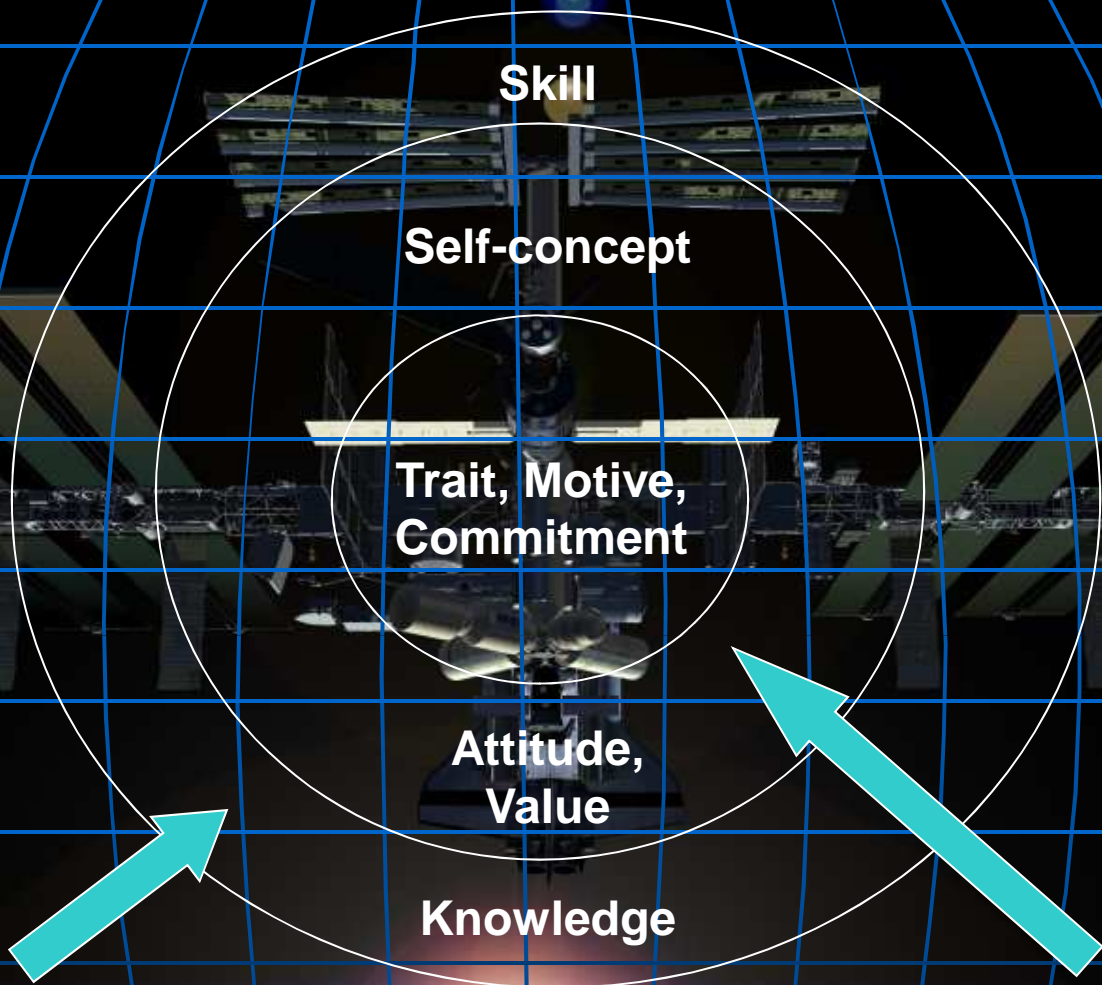 Skill
Self-concept
Trait, Motive,
Commitment
Attitude,
Value
Knowledge